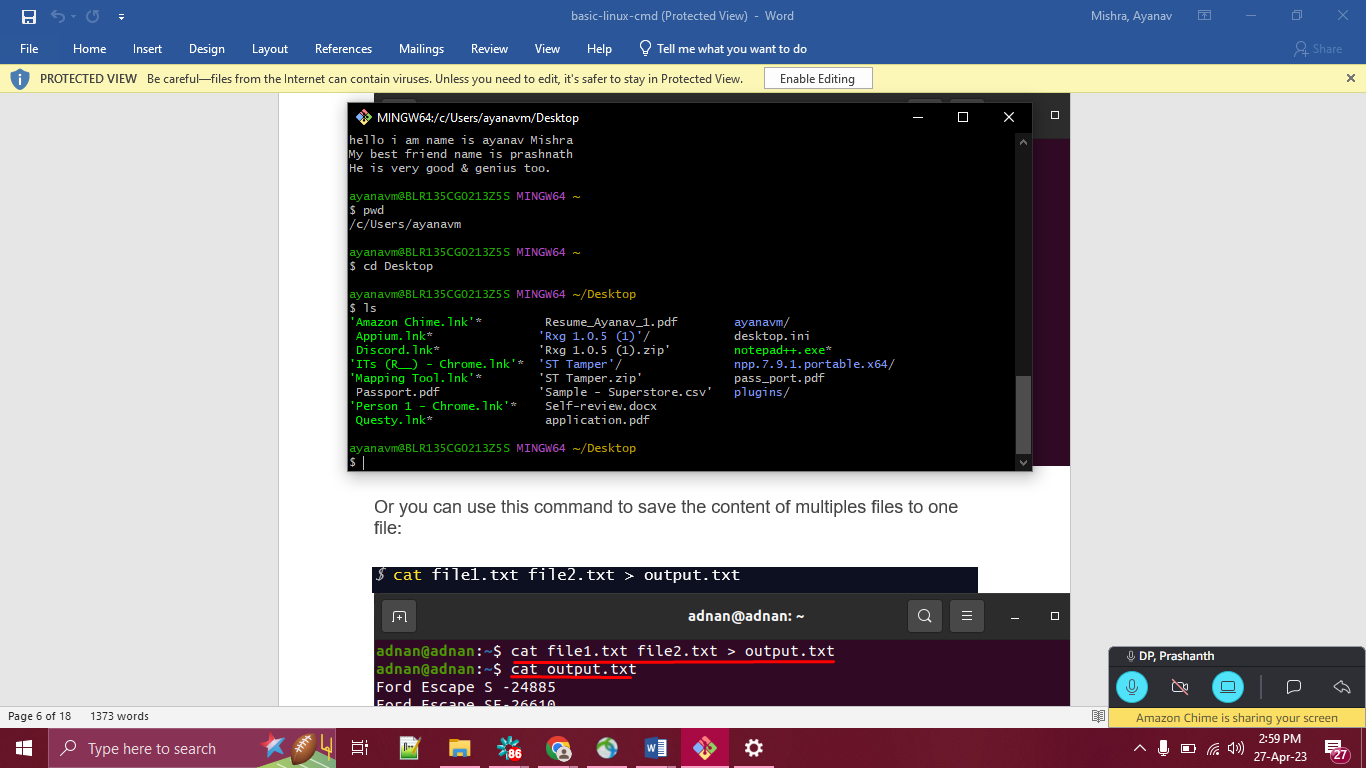 basic-linux-cmd (Protected View) - Word
Mishra, Ayanav
File Home Insert Design Layout References Mailings Review View Help Tell me what you want to do Share
PROTECTED VIEW Be careful—files from the Internet can contain viruses. Unless you need to edit, it's safer to stay in Protected View. Enable Editing
MINGW64:/c/Users/ayanavm/Desktop
hello i am name is ayanav Mishra
My best friend name is prashnath
He is very good & genius too.
ayanavm@BLR135CG0213Z5S MINGW64 ~
$ pwd
/c/Users/ayanavm
ayanavm@BLR135CG0213Z5S MINGW64 ~
$ cd Desktop
ayanavm@BLR135CG0213Z5S MINGW64 ~/Desktop
$ ls
'Amazon Chime.lnk'* Resume_Ayanav_1.pdf ayanavm/
Appium.lnk* 'Rxg 1.0.5 (1)'/ desktop.ini
Discord.lnk* 'Rxg 1.0.5 (1).zip' notepad++.exe*
'ITs (R__) - Chrome.lnk'* 'ST Tamper'/ npp.7.9.1.portable.x64/
'Mapping Tool.lnk'* 'ST Tamper.zip' pass_port.pdf
Passport.pdf 'Sample - Superstore.csv' plugins/
'Person 1 - Chrome.lnk'* Self-review.docx
Questy.lnk* application.pdf
ayanavm@BLR135CG0213Z5S MINGW64 ~/Desktop
$
Or you can use this command to save the content of multiples files to one
file:
$ cat file1.txt file2.txt > output.txt
adnan@adnan: ~
adnan@adnan:~$ cat file1.txt file2.txt > output.txt
adnan@adnan:~$ cat output.txt
Ford Escape S -24885
Ford Escape SE-26610
DP, Prashanth
Amazon Chime is sharing your screen
Page 6 of 18 1373 words
Type here to search
86
2:59 PM
27-Apr-23
27